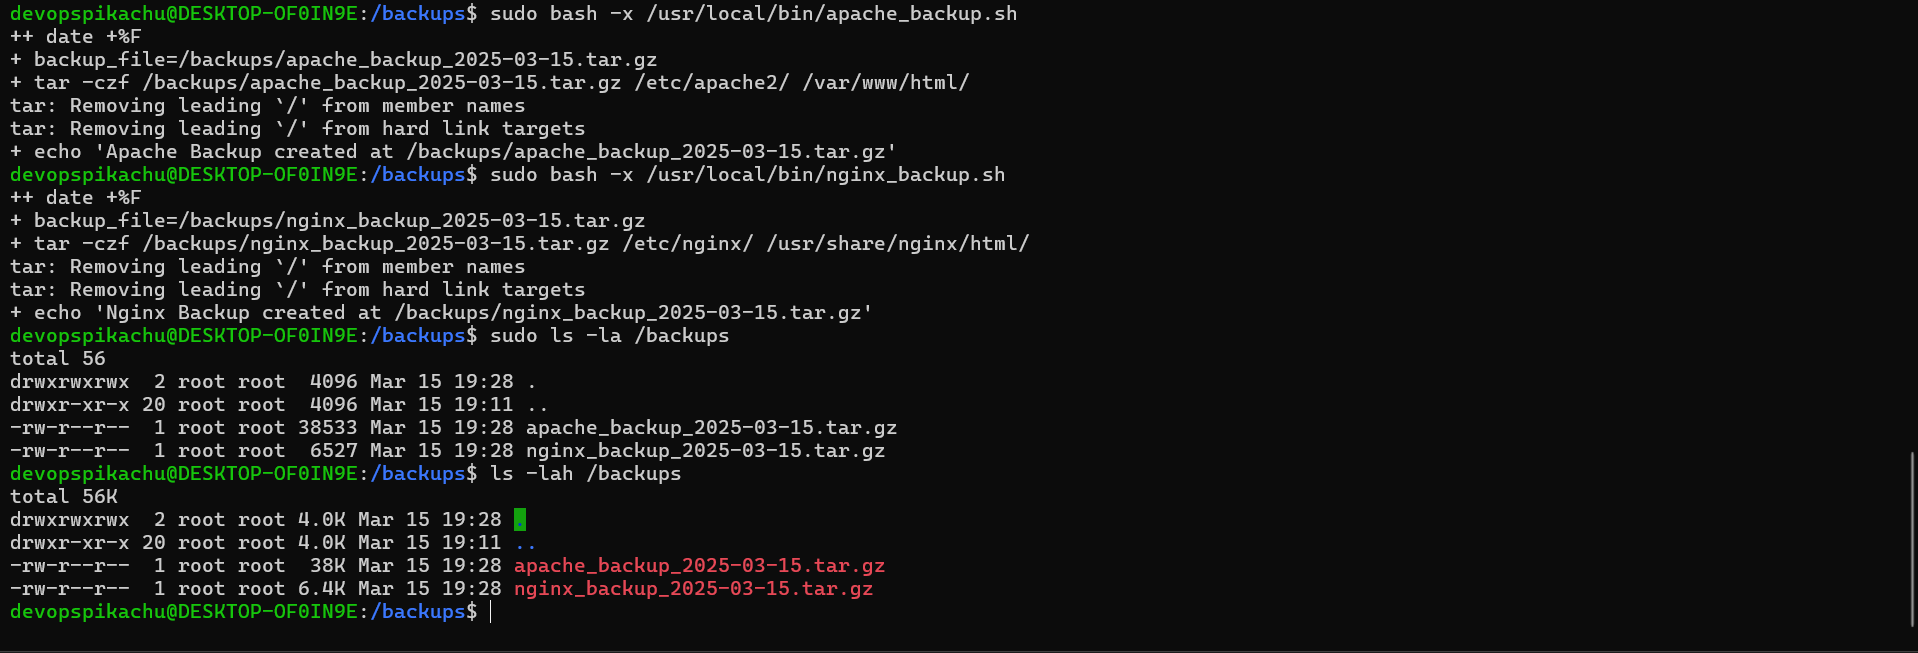 devopspikachu@DESKTOP-OF0IN9E:/backups$ sudo bash -x /usr/local/bin/apache_backup.sh
++ date +%F
+ backup_file=/backups/apache_backup_2025-03-15.tar.gz
+ tar -czf /backups/apache_backup_2025-03-15.tar.gz /etc/apache2/ /var/www/html/
tar: Removing leading `/' from member names
tar: Removing leading `/' from hard link targets
+ echo 'Apache Backup created at /backups/apache_backup_2025-03-15.tar.gz'
devopspikachu@DESKTOP-OF0IN9E:/backups$ sudo bash -x /usr/local/bin/nginx_backup.sh
++ date +%F
+ backup_file=/backups/nginx_backup_2025-03-15.tar.gz
+ tar -czf /backups/nginx_backup_2025-03-15.tar.gz /etc/nginx/ /usr/share/nginx/html/
tar: Removing leading `/' from member names
tar: Removing leading `/' from hard link targets
+ echo 'Nginx Backup created at /backups/nginx_backup_2025-03-15.tar.gz'
devopspikachu@DESKTOP-OF0IN9E:/backups$ sudo ls -la /backups
total 56
drwxrwxrwx  2 root root  4096 Mar 15 19:28 .
drwxr-xr-x 20 root root  4096 Mar 15 19:11 ..
-rw-r--r--  1 root root 38533 Mar 15 19:28 apache_backup_2025-03-15.tar.gz
-rw-r--r--  1 root root  6527 Mar 15 19:28 nginx_backup_2025-03-15.tar.gz
devopspikachu@DESKTOP-OF0IN9E:/backups$ ls -lah /backups
total 56K
drwxrwxrwx  2 root root 4.0K Mar 15 19:28 .
drwxr-xr-x 20 root root 4.0K Mar 15 19:11 ..
-rw-r--r--  1 root root  38K Mar 15 19:28 apache_backup_2025-03-15.tar.gz
-rw-r--r--  1 root root 6.4K Mar 15 19:28 nginx_backup_2025-03-15.tar.gz
devopspikachu@DESKTOP-OF0IN9E:/backups$